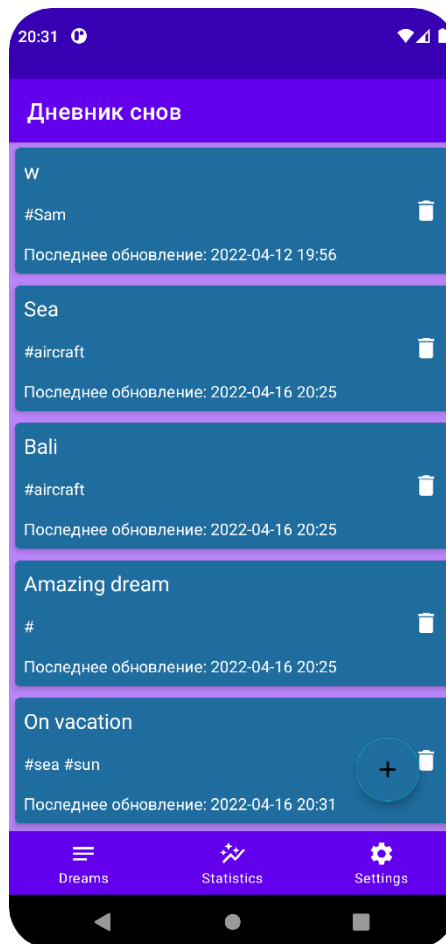 20:31
Дневник снов
w
#Sam
Последнее обновление: 2022-04-12 19:56
Sea
#aircraft
Последнее обновление: 2022-04-16 20:25
Bali
#aircraft
Последнее обновление: 2022-04-16 20:25
Amazing dream
#
Последнее обновление: 2022-04-16 20:25
On vacation
#sea #sun
+
Последнее обновление: 2022-04-16 20:31
Dreams Statistics Settings